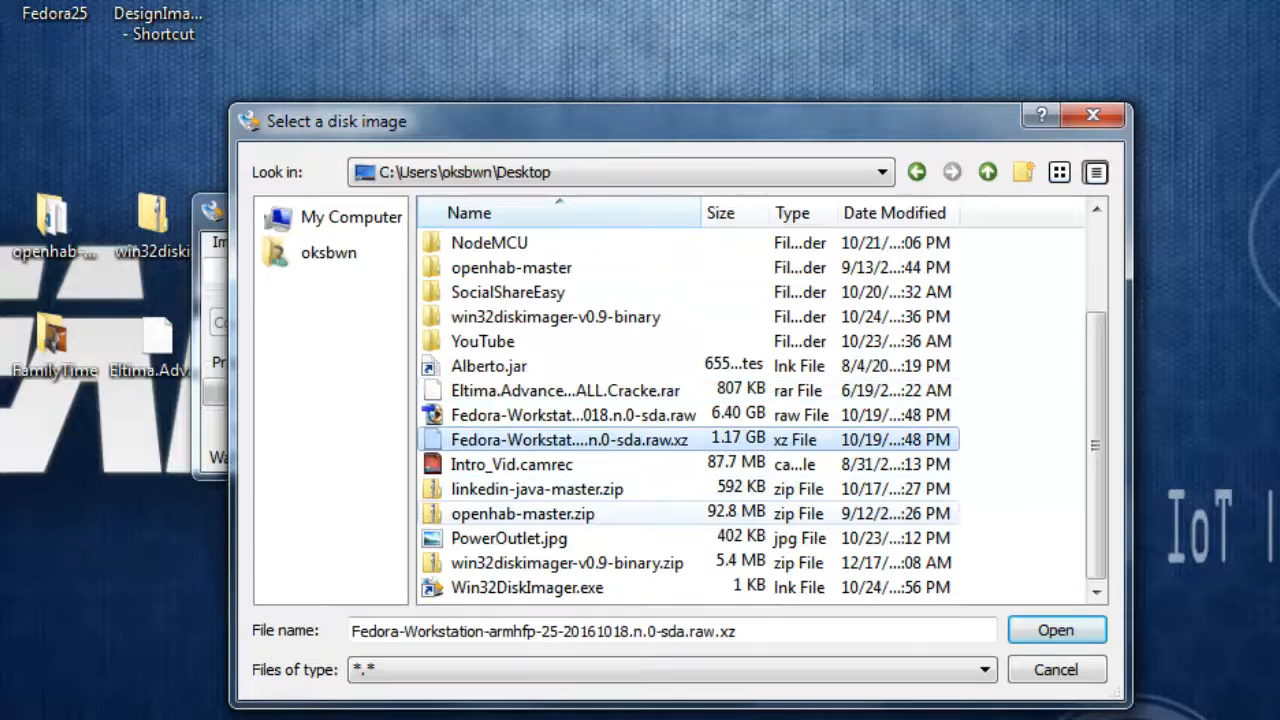 Fedora25
DesignIma...
- Shortcut
openhab-...
win32diski
FamilyTime
Eltima.Adv
Select a disk image
?
Look in:
C:\Users\oksbwn\Desktop
My Computer
oksbwn
Name Size Type Date Modified
NodeMCU Fil...der 10/21/...:06 PM
openhab-master Fil...der 9/13/2...:44 PM
SocialShareEasy Fil...der 10/20/...:32 AM
win32diskimager-v0.9-binary Fil...der 10/24/...:36 PM
YouTube Fil...der 10/23/...:36 AM
Alberto.jar 655...tes lnk File 8/4/20...:19 PM
Eltima.Advance...ALL.Cracke.rar 807 KB rar File 6/19/2...:22 AM
Fedora-Workstat...018.n.0-sda.raw 6.40 GB raw File 10/19/...:48 PM
Fedora-Workstat....n.0-sda.raw.xz 1.17 GB xz File 10/19/...:48 PM
Intro_Vid.camrec 87.7 MB ca...le 8/31/2...:13 PM
linkedin-java-master.zip 592 KB zip File 10/17/...:27 PM
openhab-master.zip 92.8 MB zip File 9/12/2...:26 PM
PowerOutlet.jpg 402 KB jpg File 10/23/...:12 PM
win32diskimager-v0.9-binary.zip 5.4 MB zip File 12/17/...:08 AM
Win32DiskImager.exe 1 KB lnk File 10/24/...:56 PM
File name: Fedora-Workstation-armhfp-25-20161018.n.0-sda.raw.xz Open
Files of type: *.* Cancel
IoT |